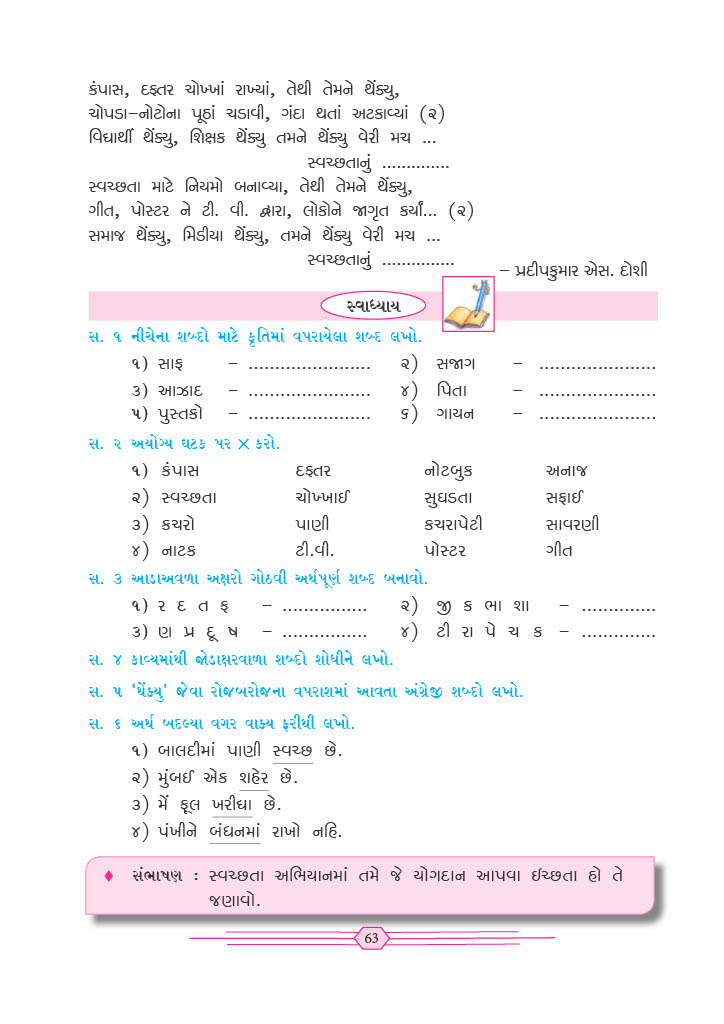 કંપાસ, દફતર ચોખ્ખાં રાખ્યાં, તેથી તેમને થેંક્યુ,
ચોપડા–નોટોના પૂઠાં ચડાવી, ગંદા થતાં અટકાવ્યાં (૨)
વિદ્યાર્થી થેંક્યુ, શિક્ષક થેંક્યુ તમને થેંક્યુ વેરી મચ ...
સ્વચ્છતાનું ..............
સ્વચ્છતા માટે નિયમો બનાવ્યા, તેથી તેમને થેંક્યુ,
ગીત, પોસ્ટર ને ટી. વી. દ્વારા, લોકોને જાગૃત કર્યાં... (૨)
સમાજ થેંક્યુ, મિડીયા થેંક્યુ, તમને થેંક્યુ વેરી મચ ...
સ્વચ્છતાનું ...............
– પ્રદીપકુમાર એસ. દોશી
સ્વાધ્યાય
સ. ૧ નીચેના શબ્દો માટે કૃતિમાં વપરાયેલા શબ્દ લખો.
૧) સાફ – ....................... ૨) સજાગ – ......................
૩) આઝાદ – ....................... ૪) પિતા – ......................
૫) પુસ્તકો – ....................... ૬) ગાયન – ......................
સ. ૨ અયોગ્ય ઘટક પર × કરો.
૧) કંપાસ દફતર નોટબુક અનાજ
૨) સ્વચ્છતા ચોખ્ખાઈ સુઘડતા સફાઈ
૩) કચરો પાણી કચરાપેટી સાવરણી
૪) નાટક ટી.વી. પોસ્ટર ગીત
સ. ૩ આડાઅવળા અક્ષરો ગોઠવી અર્થપૂર્ણ શબ્દ બનાવો.
૧) ર દ ત ફ – ................ ૨) જી ક ભા શા – ..............
૩) ણ પ્ર દૂ ષ – ................ ૪) ટી રા પે ચ ક – ..............
સ. ૪ કાવ્યમાંથી જોડાક્ષરવાળા શબ્દો શોધીને લખો.
સ. ૫ ‘થેંક્યુ’ જેવા રોજબરોજના વપરાશમાં આવતા અંગ્રેજી શબ્દો લખો.
સ. ૬ અર્થ બદલ્યા વગર વાક્ય ફરીથી લખો.
૧) બાલદીમાં પાણી સ્વચ્છ છે.
૨) મુંબઈ એક શહેર છે.
૩) મેં ફૂલ ખરીઘા છે.
૪) પંખીને બંધનમાં રાખો નહિ.
♦ સંભાષણ : સ્વચ્છતા અભિયાનમાં તમે જે યોગદાન આપવા ઈચ્છતા હો તે
જણાવો.
63